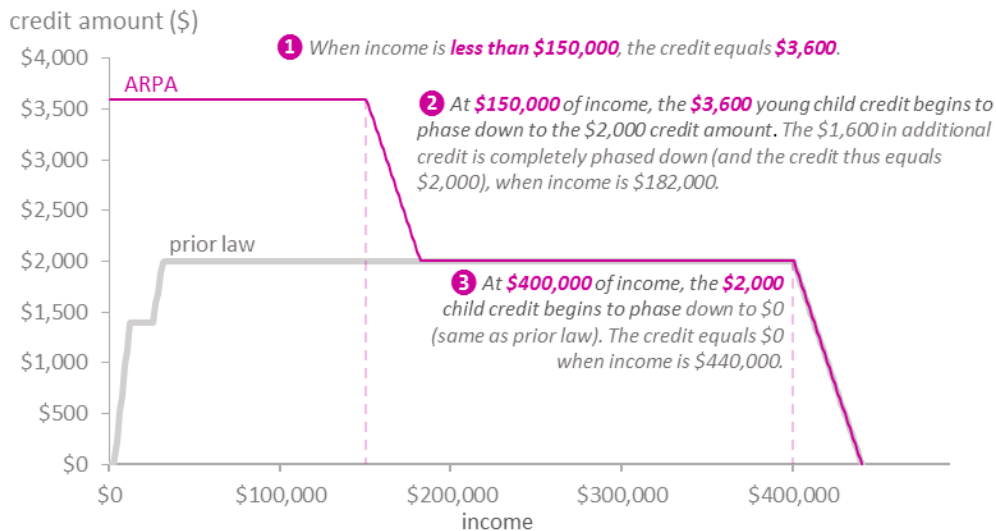 credit amount ($)
1 When income is less than $150,000, the credit equals $3,600.
$4,000
ARPA
$3,500
2 At $150,000 of income, the $3,600 young child credit begins to
phase down to the $2,000 credit amount. The $1,600 in additional
credit is completely phased down (and the credit thus equals
$2,000), when income is $182,000.
$3,000
$2,500
prior law
$2,000
3 At $400,000 of income, the $2,000
child credit begins to phase down to $0
(same as prior law). The credit equals $0
when income is $440,000.
$1,500
$1,000
$500
$0
$0
$100,000
$200,000
$300,000
$400,000
income